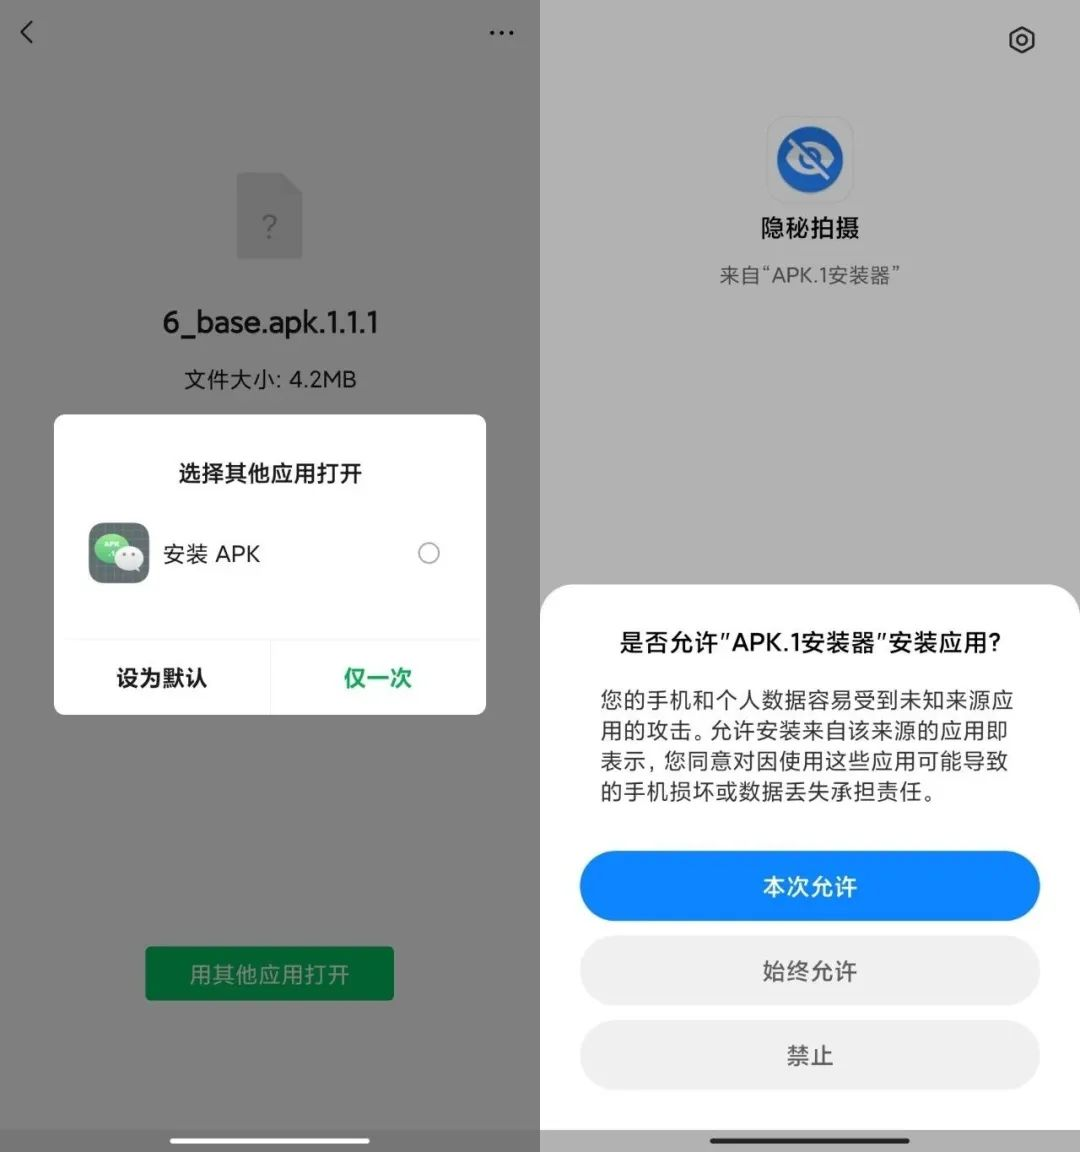 6_base.apk.1.1.1
文件大小: 4.2MB
选择其他应用打开
APK
.1
安装 APK
设为默认
仅一次
用其他应用打开
隐秘拍摄
来自“APK.1安装器”
是否允许"APK.1安装器"安装应用?
您的手机和个人数据容易受到未知来源应
用的攻击。允许安装来自该来源的应用即
表示，您同意对因使用这些应用可能导致
的手机损坏或数据丢失承担责任。
本次允许
始终允许
禁止